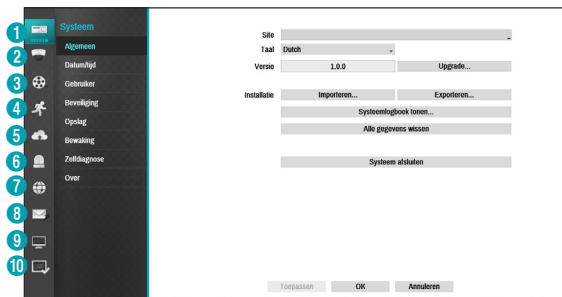 1
2
3
4
5
6
7
8
9
10
Systeem
Systeem
Algemeen
Datum/tijd
Gebruiker
Beveiliging
Opslag
Bewaking
Zelfdiagnose
Over
Site
Taal Dutch
Versie 1.0.0 Upgrade...
Installatie Importeren... Exporteren...
Systeemlogboek tonen...
Alle gegevens wissen
Systeem afsluiten
Toepassen OK Annuleren